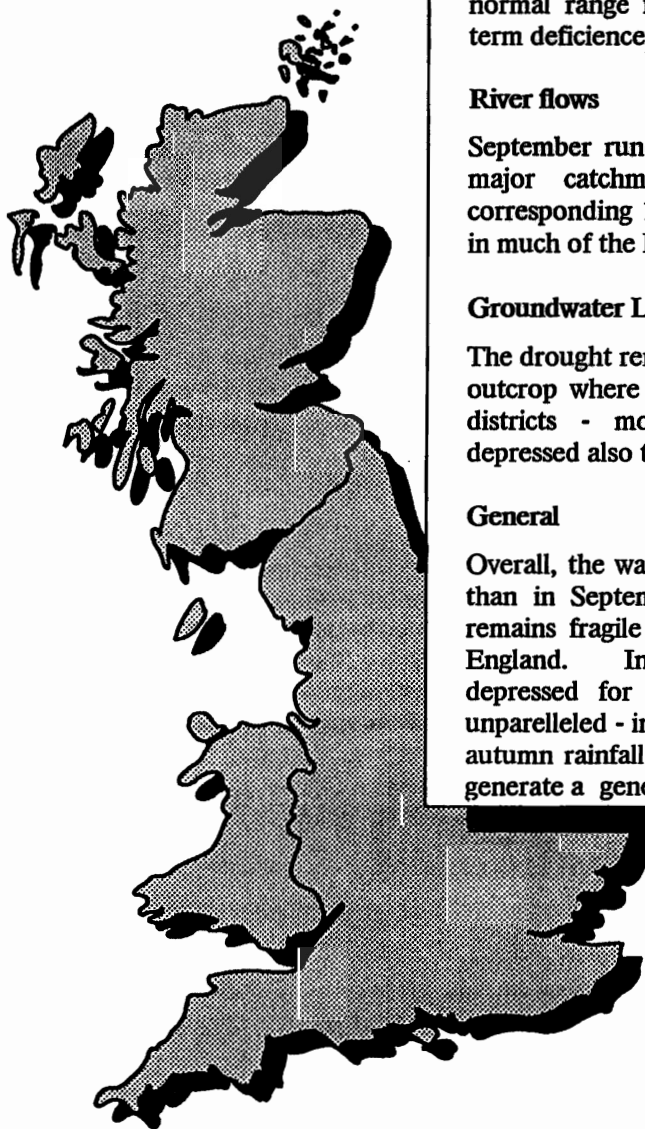 normal range
term deficience
River flows
September run
major catchm
corresponding
in much of the
Groundwater L
The drought re
outcrop where
districts - mo
depressed also t
General
Overall, the wa
than in Septem
remains fragile
England. In
depressed for
unparelleled - i
autumn rainfall
generate a gene